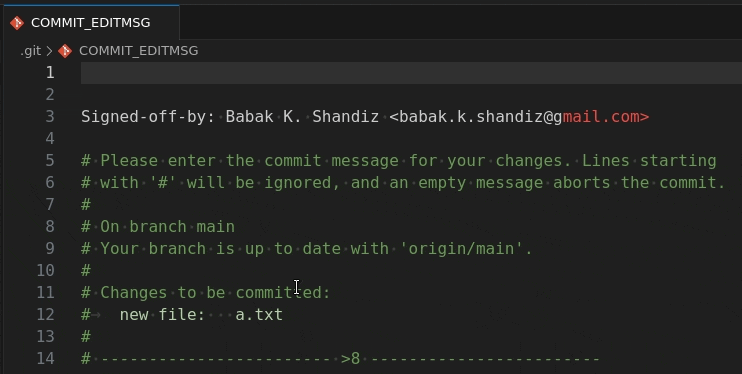 COMMIT_EDITMSG
.git > COMMIT_EDITMSG
1
2
3 Signed-off-by: Babak K. Shandiz <babak.k.shandiz@gmail.com>
4
5 # Please enter the commit message for your changes. Lines starting
6 # with '#' will be ignored, and an empty message aborts the commit.
7 #
8 # On branch main
9 # Your branch is up to date with 'origin/main'.
10 #
11 # Changes to be committed:
12 #→ new file:   a.txt
13 #
14 # ------------------------ >8 ------------------------